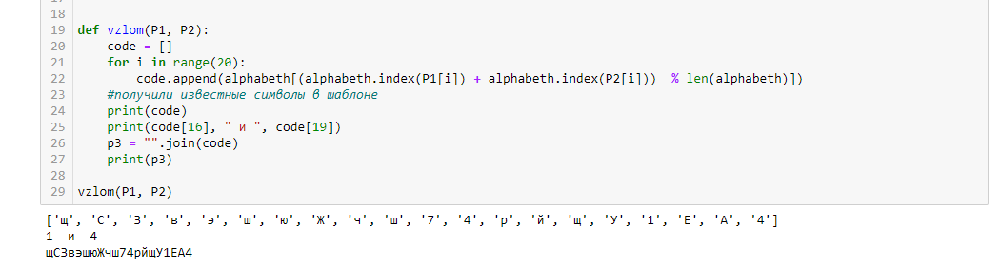 18
19 def vzlom(P1, P2):
20 code = []
21 for i in range(20):
22 code.append(alphabeth[(alphabeth.index(P1[i]) + alphabeth.index(P2[i])) % len(alphabeth)])
23 #получили известные символы в шаблоне
24 print(code)
25 print(code[16], " и ", code[19])
26 p3 = "".join(code)
27 print(p3)
28
29 vzlom(P1, P2)
['щ', 'С', 'З', 'в', 'э', 'ш', 'ю', 'Ж', 'ч', 'ш', '7', '4', 'р', 'й', 'щ', 'У', '1', 'Е', 'А', '4']
1 и 4
щСЗвэшюЖчш74рйщУ1ЕА4